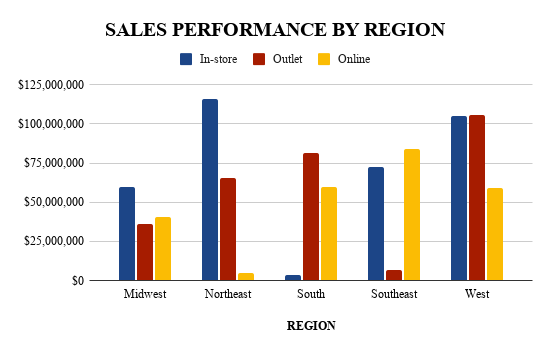 SALES PERFORMANCE BY REGION
In-store Outlet Online
$125,000,000
$100,000,000
$75,000,000
$50,000,000
$25,000,000
$0
Midwest Northeast South Southeast West
REGION